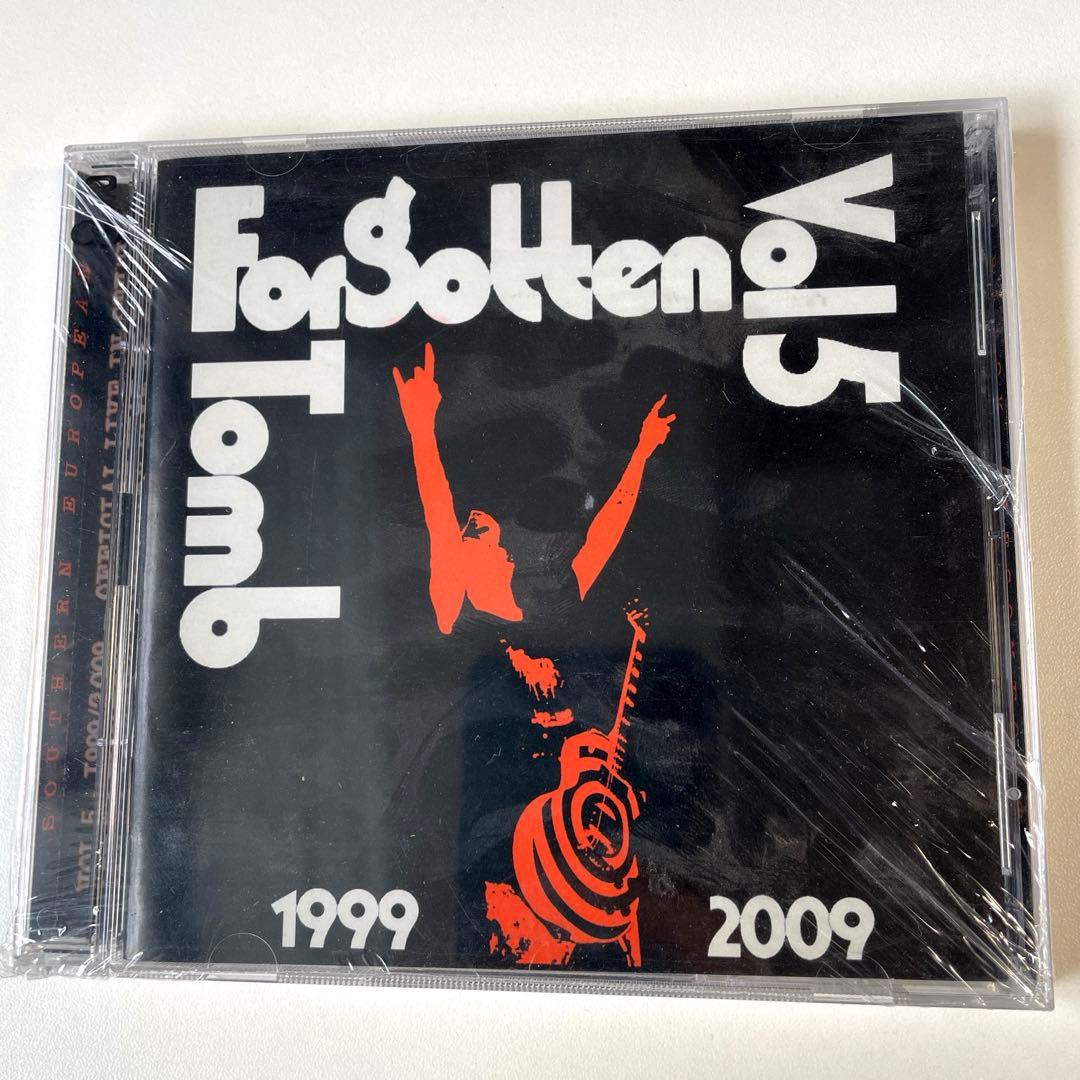 Forgotten
Tomb
Vol 5
1999
2009
SOUTHERN EUROPEAN